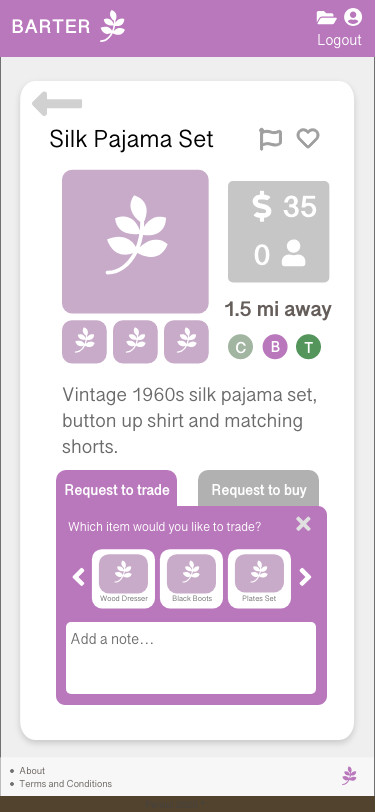 BARTER
Logout
Silk Pajama Set
$ 35
0
1.5 mi away
C B T
Vintage 1960s silk pajama set,
button up shirt and matching
shorts.
Request to trade
Request to buy
Which item would you like to trade?
Wood Dresser
Black Boots
Plates Set
Add a note...
• About
• Terms and Conditions